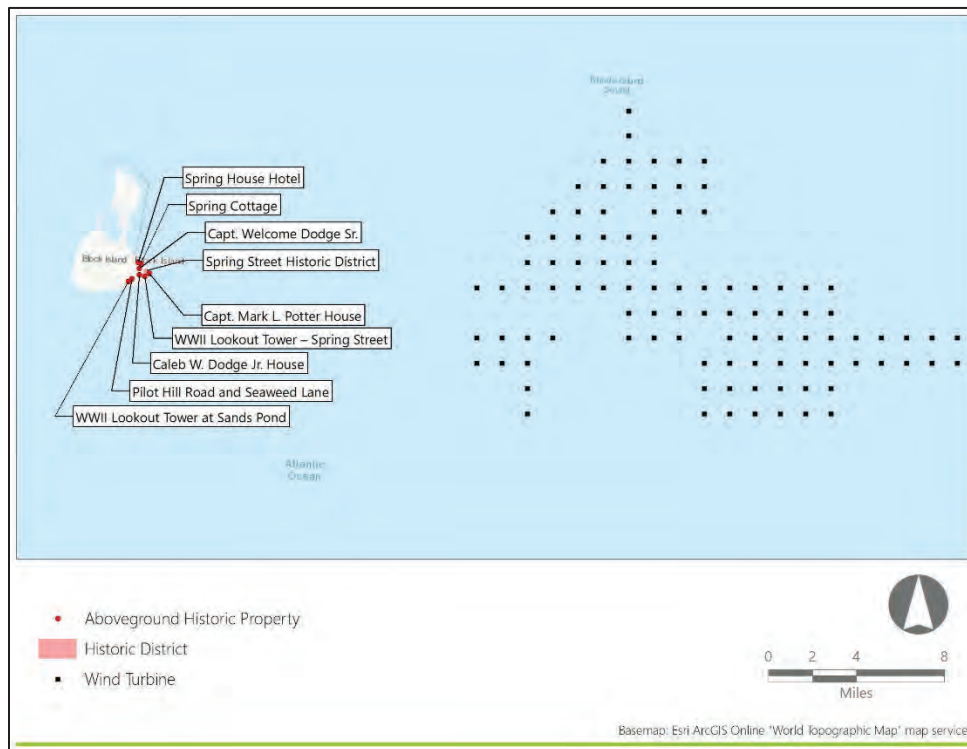 Rhode Island
Sound
Spring House Hotel
Spring Cottage
Capt. Welcome Dodge Sr.
Block Island
Spring Street Historic District
Capt. Mark L. Potter House
WWII Lookout Tower – Spring Street
Caleb W. Dodge Jr. House
Pilot Hill Road and Seaweed Lane
WWII Lookout Tower at Sands Pond
Atlantic
Ocean
Aboveground Historic Property
Historic District
Wind Turbine
0 2 4 8
Miles
Basemap: Esri ArcGIS Online "World Topographic Map" map service